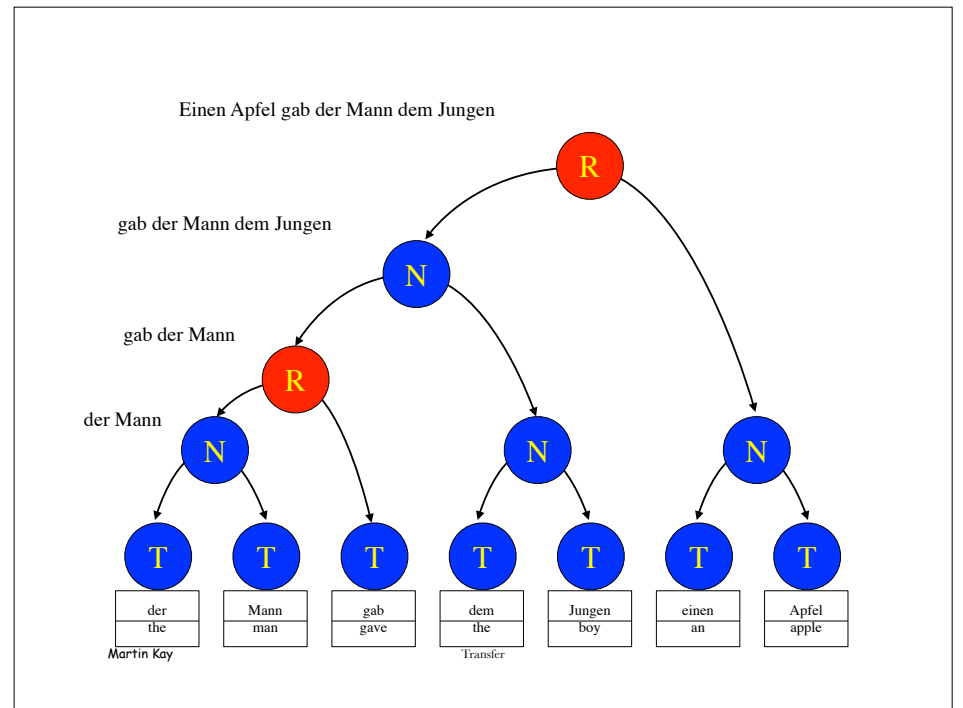 Einen Apfel gab der Mann dem Jungen
R
gab der Mann dem Jungen
N
gab der Mann
R
der Mann
N
N
N
T
T
T
T
T
T
T
der
Mann
gab
dem
Jungen
einen
Apfel
the
man
gave
the
boy
an
apple
Martin Kay
Transfer